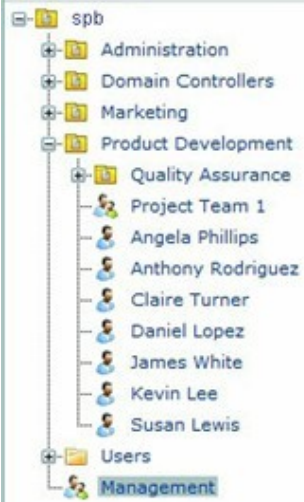 spb
Administration
Domain Controllers
Marketing
Product Development
Quality Assurance
Project Team 1
Angela Phillips
Anthony Rodriguez
Claire Turner
Daniel Lopez
James White
Kevin Lee
Susan Lewis
Users
Management